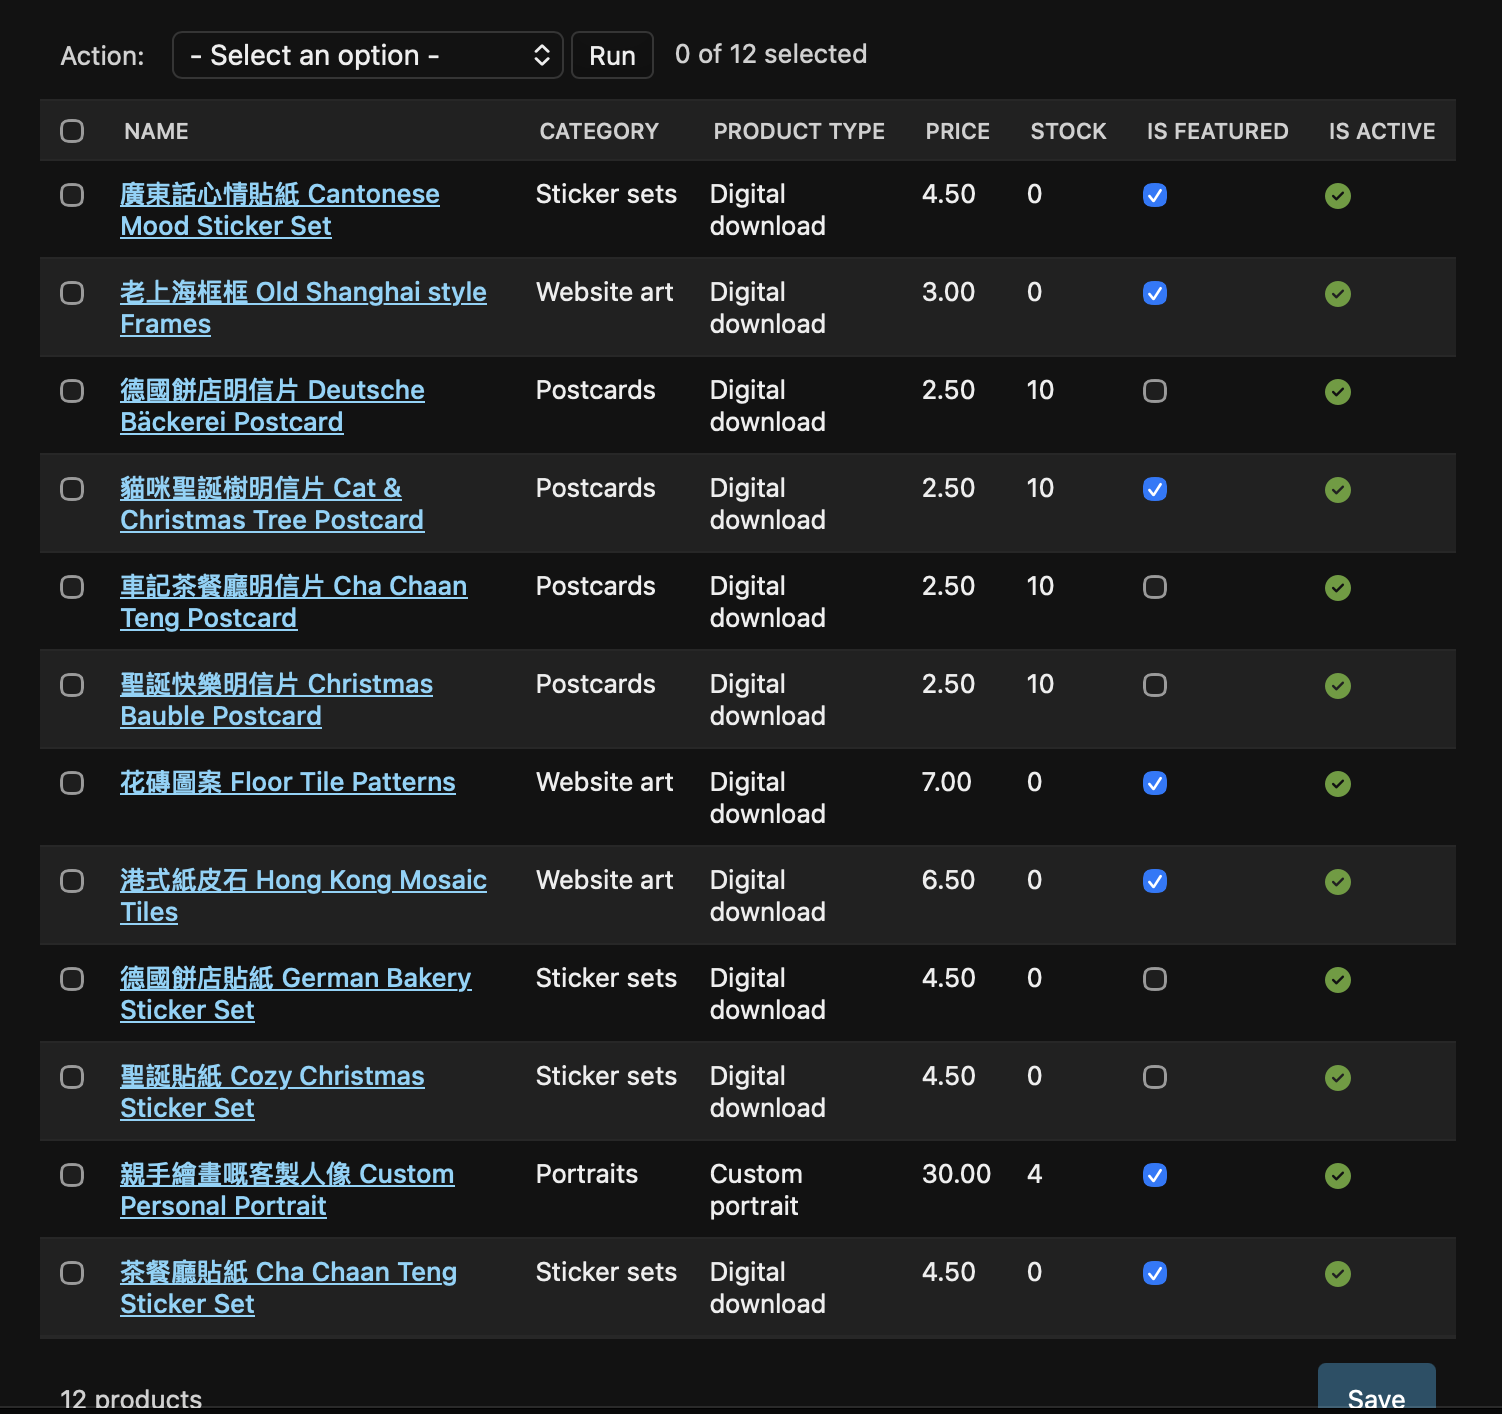 Action: - Select an option - Run 0 of 12 selected
NAME CATEGORY PRODUCT TYPE PRICE STOCK IS FEATURED IS ACTIVE
廣東話心情貼紙 Cantonese Sticker sets Digital 4.50 0
Mood Sticker Set download
老上海框框 Old Shanghai style Website art Digital 3.00 0
Frames download
德國餅店明信片 Deutsche Postcards Digital 2.50 10
Bäckerei Postcard download
貓咪聖誕樹明信片 Cat & Postcards Digital 2.50 10
Christmas Tree Postcard download
車記茶餐廳明信片 Cha Chaan Postcards Digital 2.50 10
Teng Postcard download
聖誕快樂明信片 Christmas Postcards Digital 2.50 10
Bauble Postcard download
花磚圖案 Floor Tile Patterns Website art Digital 7.00 0
download
港式紙皮石 Hong Kong Mosaic Website art Digital 6.50 0
Tiles download
德國餅店貼紙 German Bakery Sticker sets Digital 4.50 0
Sticker Set download
聖誕貼紙 Cozy Christmas Sticker sets Digital 4.50 0
Sticker Set download
親手繪畫嘅客製人像 Custom Portraits Custom 30.00 4
Personal Portrait portrait
茶餐廳貼紙 Cha Chaan Teng Sticker sets Digital 4.50 0
Sticker Set download
12 products Save